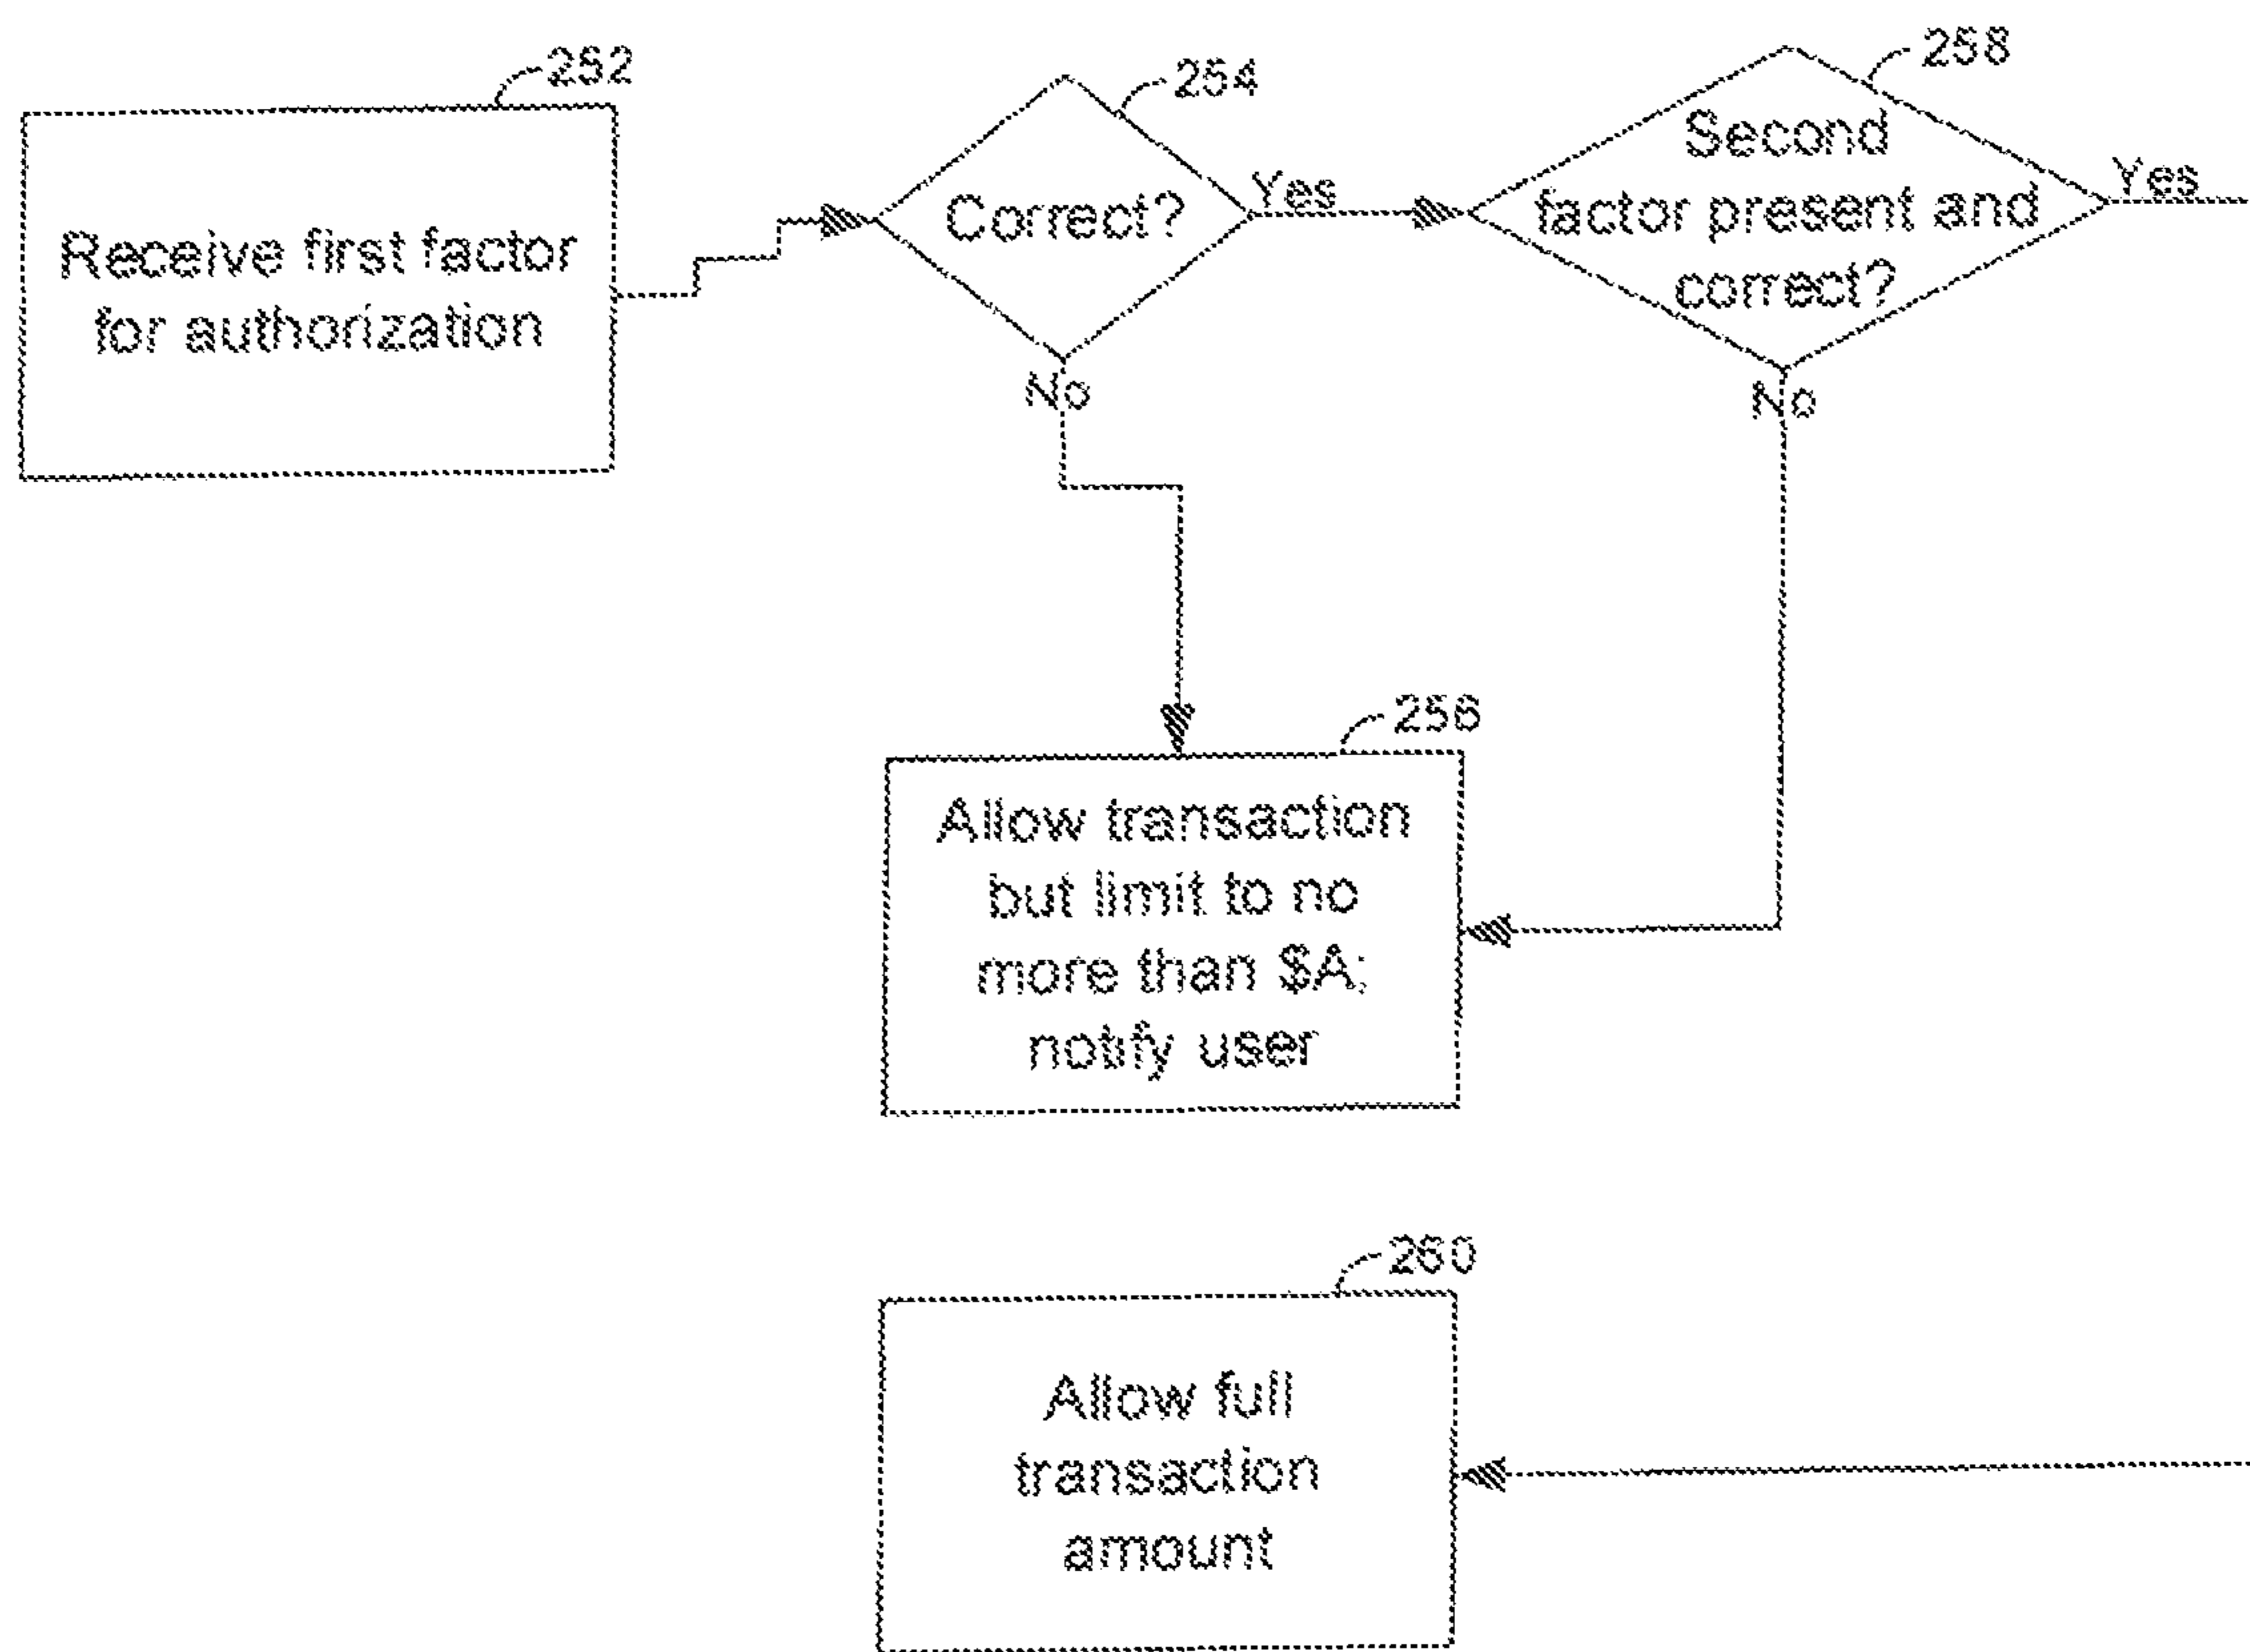 252
Receive first factor
for authorization
254
Correct?
Yes
No
258
Second
factor present and
correct?
Yes
No
256
Allow transaction
but limit to no
more than $A;
notify user
260
Allow full
transaction
amount